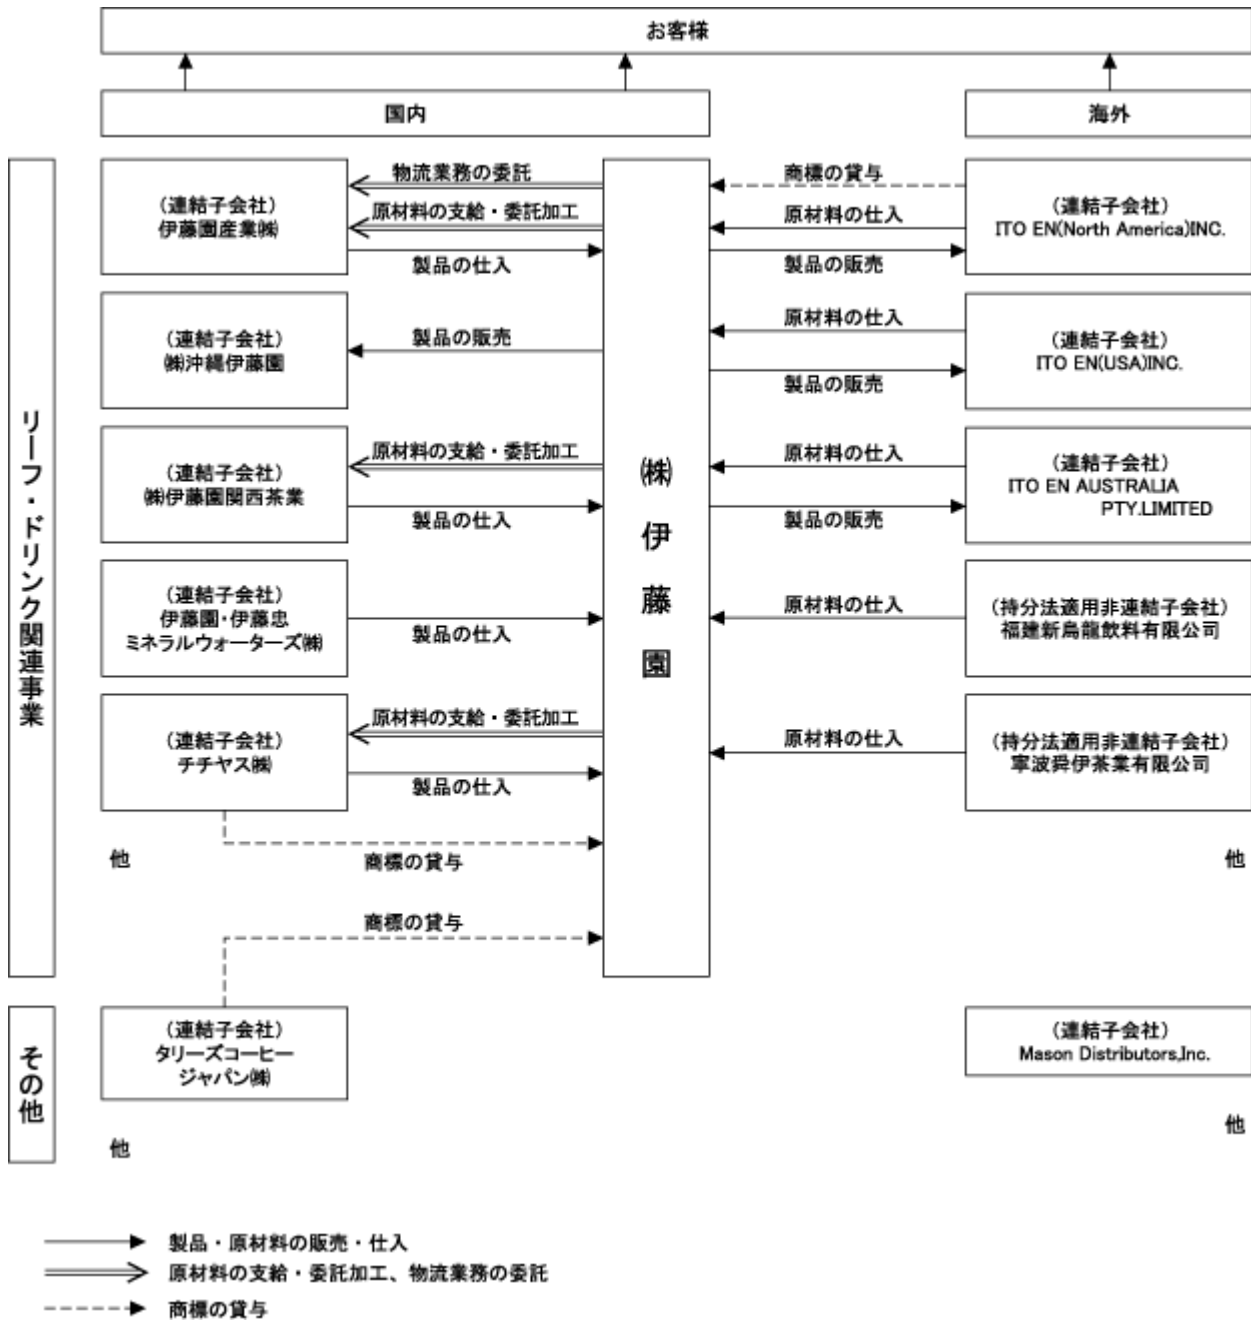 お客様
国内
海外
リーフ・ドリンク関連事業
(連結子会社)
伊藤園産業㈱
物流業務の委託
原材料の支給・委託加工
製品の仕入
(連結子会社)
㈱沖縄伊藤園
製品の販売
(連結子会社)
㈱伊藤園関西茶業
原材料の支給・委託加工
製品の仕入
(連結子会社)
伊藤園・伊藤忠
ミネラルウォーターズ㈱
製品の仕入
(連結子会社)
チチヤス㈱
原材料の支給・委託加工
製品の仕入
商標の貸与
他
商標の貸与
㈱伊藤園
商標の貸与
原材料の仕入
製品の販売
(連結子会社)
ITO EN(North America)INC.
原材料の仕入
製品の販売
(連結子会社)
ITO EN(USA)INC.
原材料の仕入
製品の販売
(連結子会社)
ITO EN AUSTRALIA
PTY.LIMITED
原材料の仕入
(持分法適用非連結子会社)
福建新烏龍飲料有限公司
原材料の仕入
(持分法適用非連結子会社)
寧波舜伊茶業有限公司
他
その他
(連結子会社)
タリーズコーヒー
ジャパン㈱
他
(連結子会社)
Mason Distributors,Inc.
他
製品・原材料の販売・仕入
原材料の支給・委託加工、物流業務の委託
商標の貸与